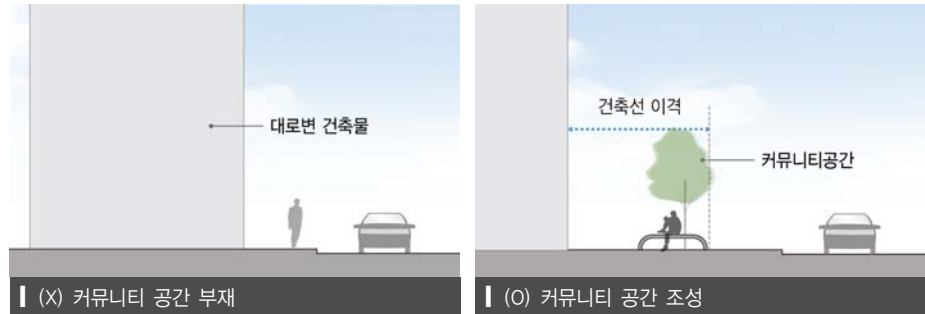 대로변 건축물
(X) 커뮤니티 공간 부재
건축선 이격
커뮤니티공간
(O) 커뮤니티 공간 조성